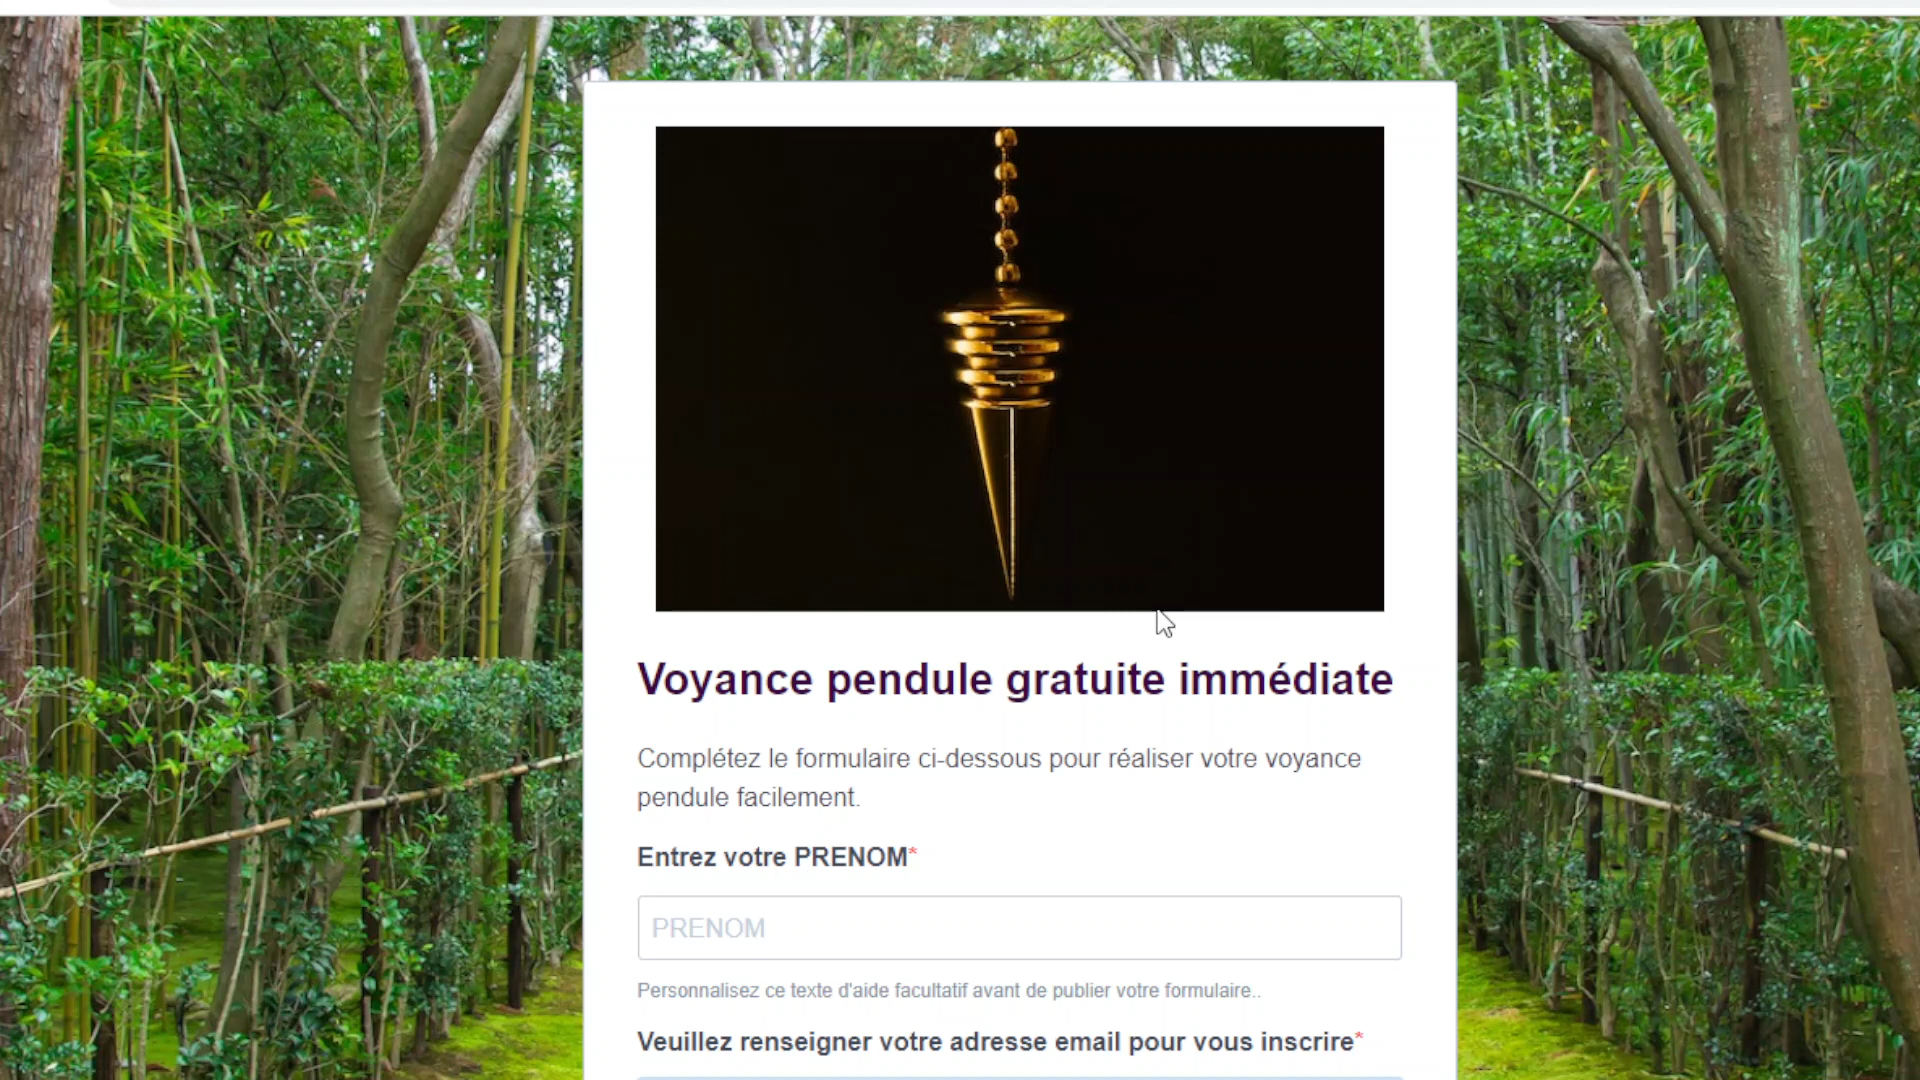 Voyance pendule gratuite immédiate
Complétez le formulaire ci-dessous pour réaliser votre voyance
pendule facilement.
Entrez votre PRENOM*
PRENOM
Personnalisez ce texte d'aide facultatif avant de publier votre formulaire..
Veuillez renseigner votre adresse email pour vous inscrire*